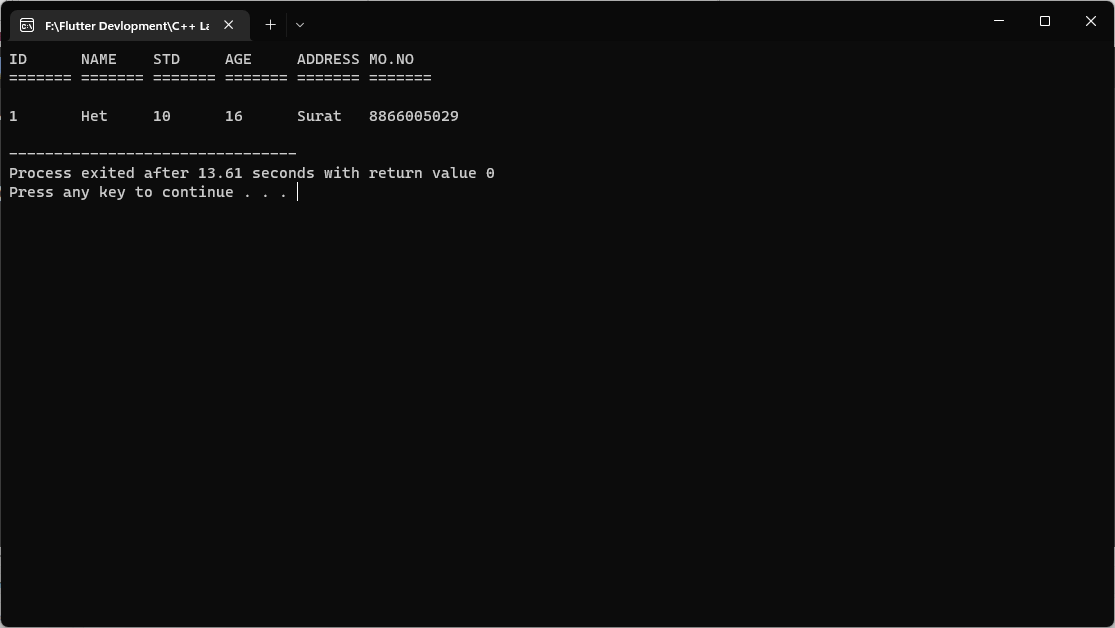 F:\Flutter Devlopment\C++ La
ID NAME STD AGE ADDRESS MO.NO
======= ======= ======= ======= ======= =======
1 Het 10 16 Surat 8866005029
--------------------------------
Process exited after 13.61 seconds with return value 0
Press any key to continue . . .